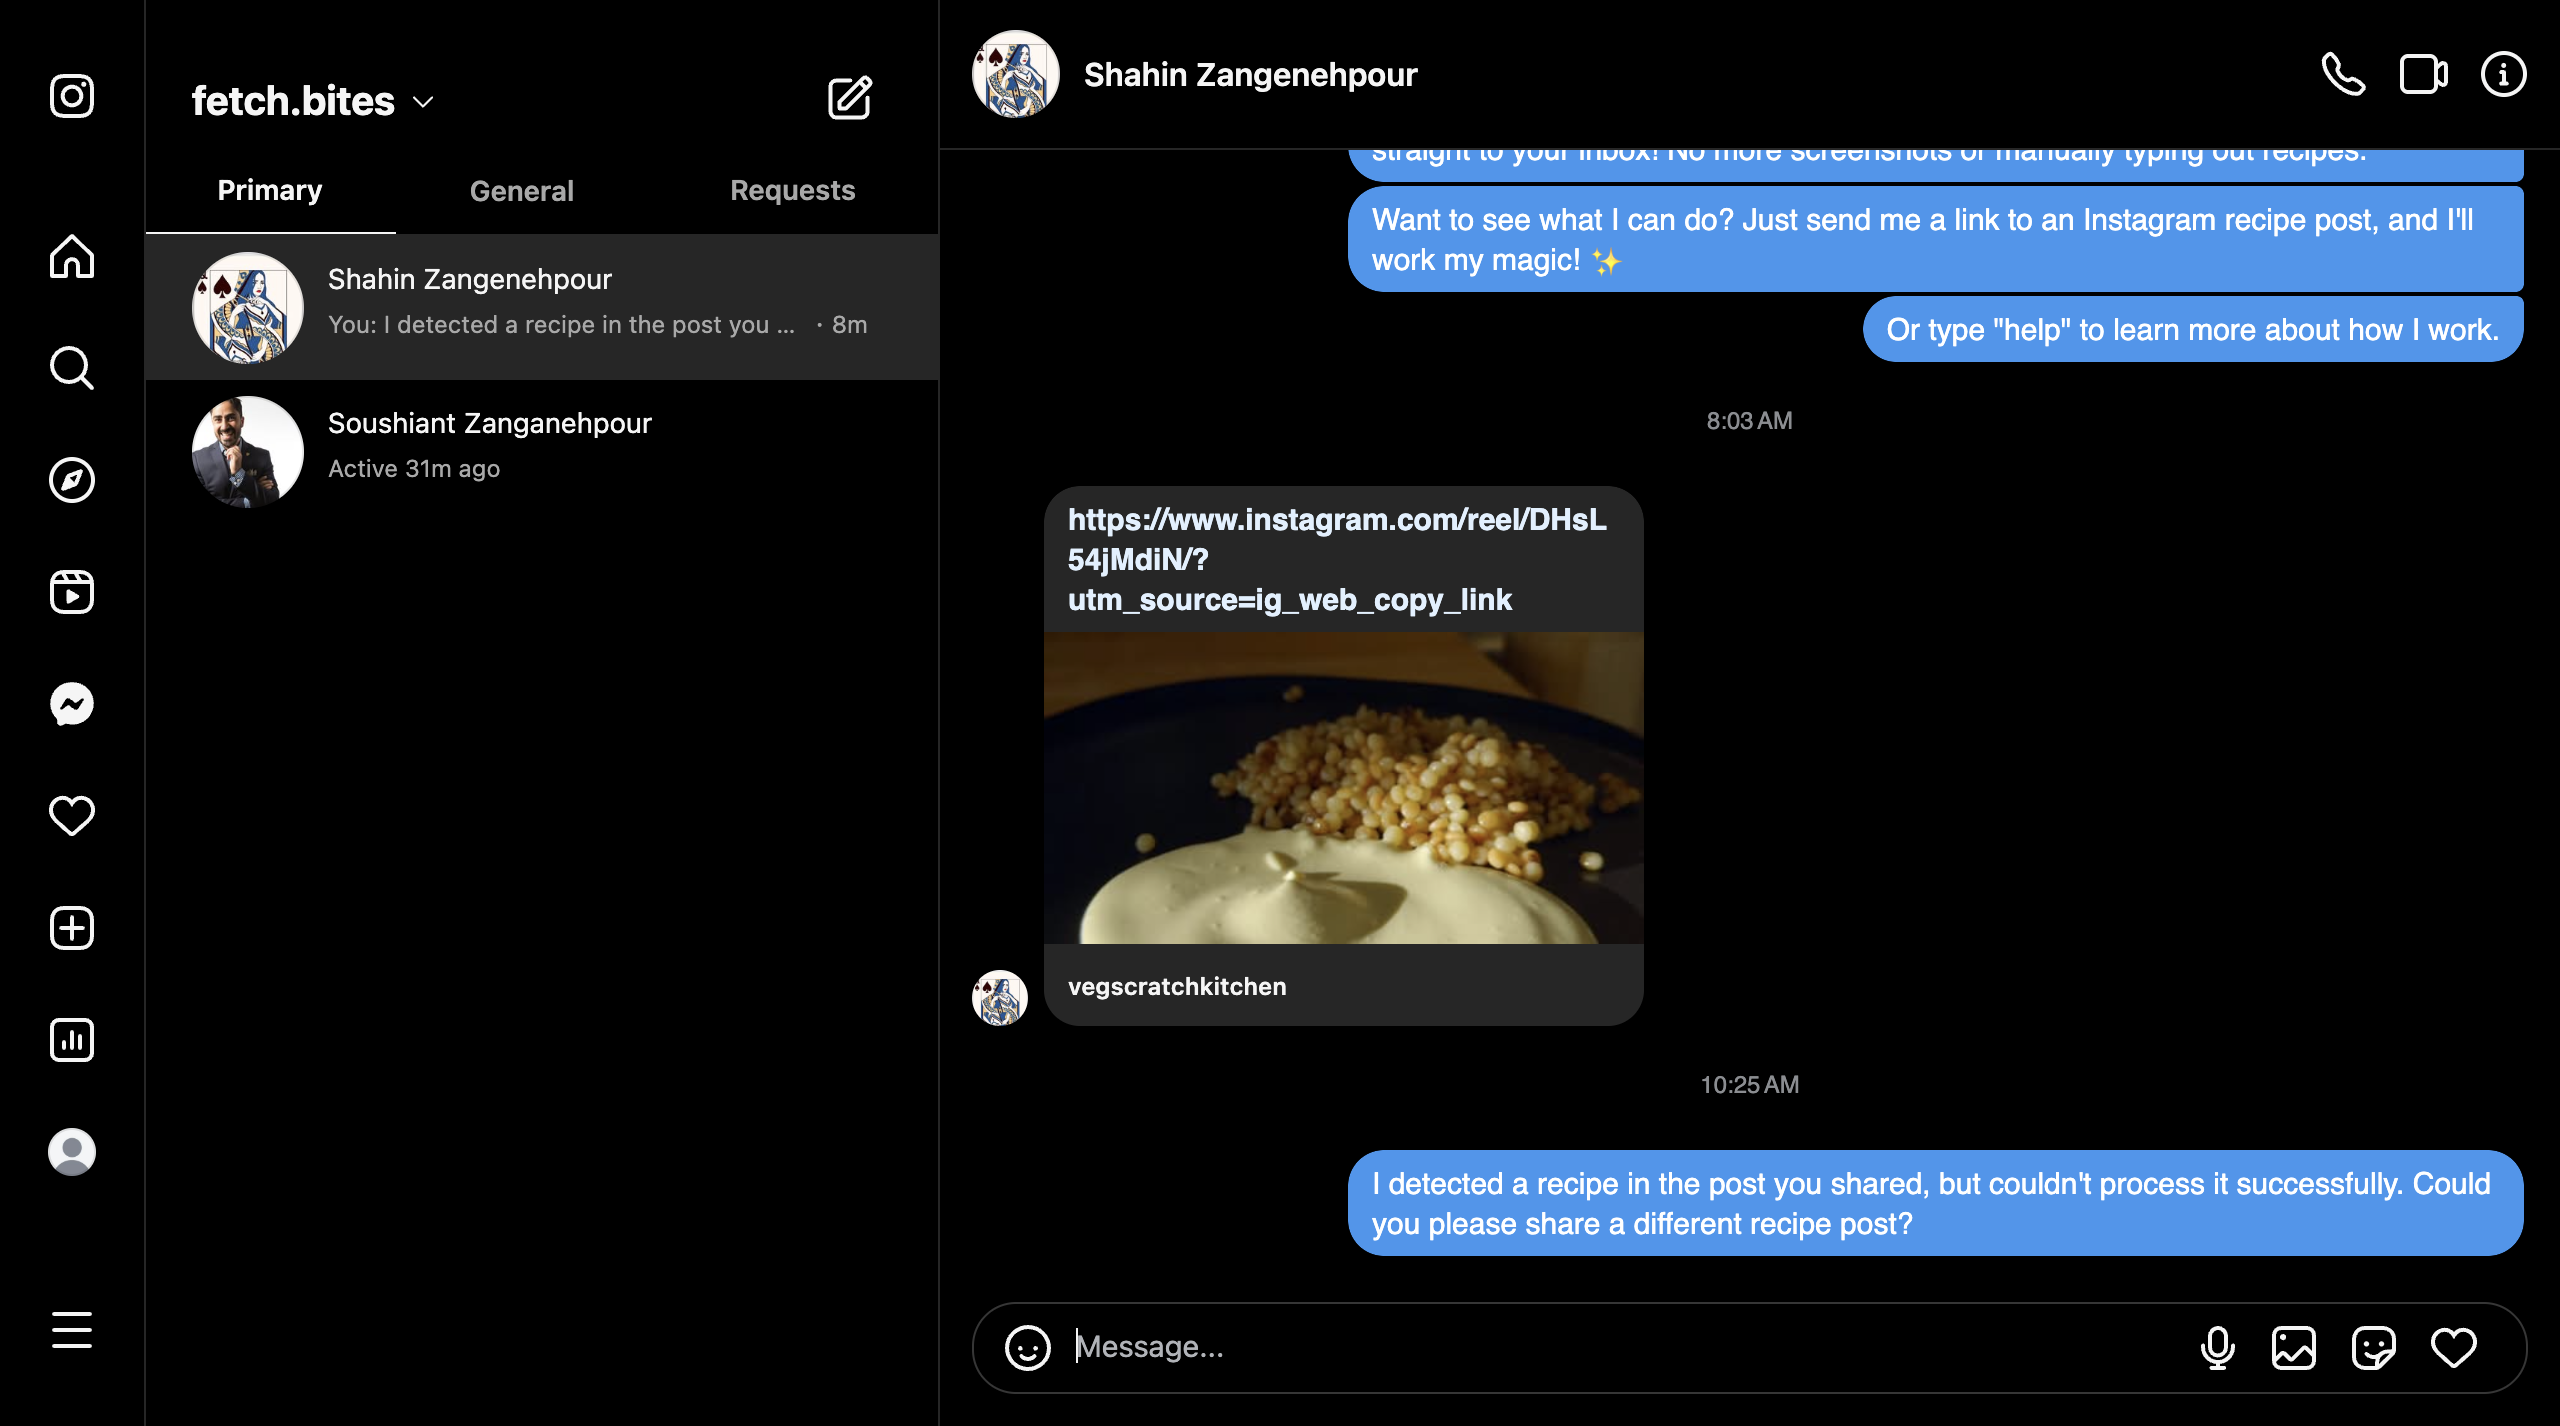 fetch.bites
Primary
General
Requests
Shahin Zangenehpour
You: I detected a recipe in the post you ... · 8m
Soushiant Zanganehpour
Active 31m ago
Shahin Zangenehpour
straight to your inbox! No more screenshots or manually typing out recipes.
Want to see what I can do? Just send me a link to an Instagram recipe post, and I'll
work my magic! ✨
Or type "help" to learn more about how I work.
8:03 AM
https://www.instagram.com/reel/DHsL
54jMdiN/?
utm_source=ig_web_copy_link
vegscratchkitchen
10:25 AM
I detected a recipe in the post you shared, but couldn't process it successfully. Could
you please share a different recipe post?
Message...